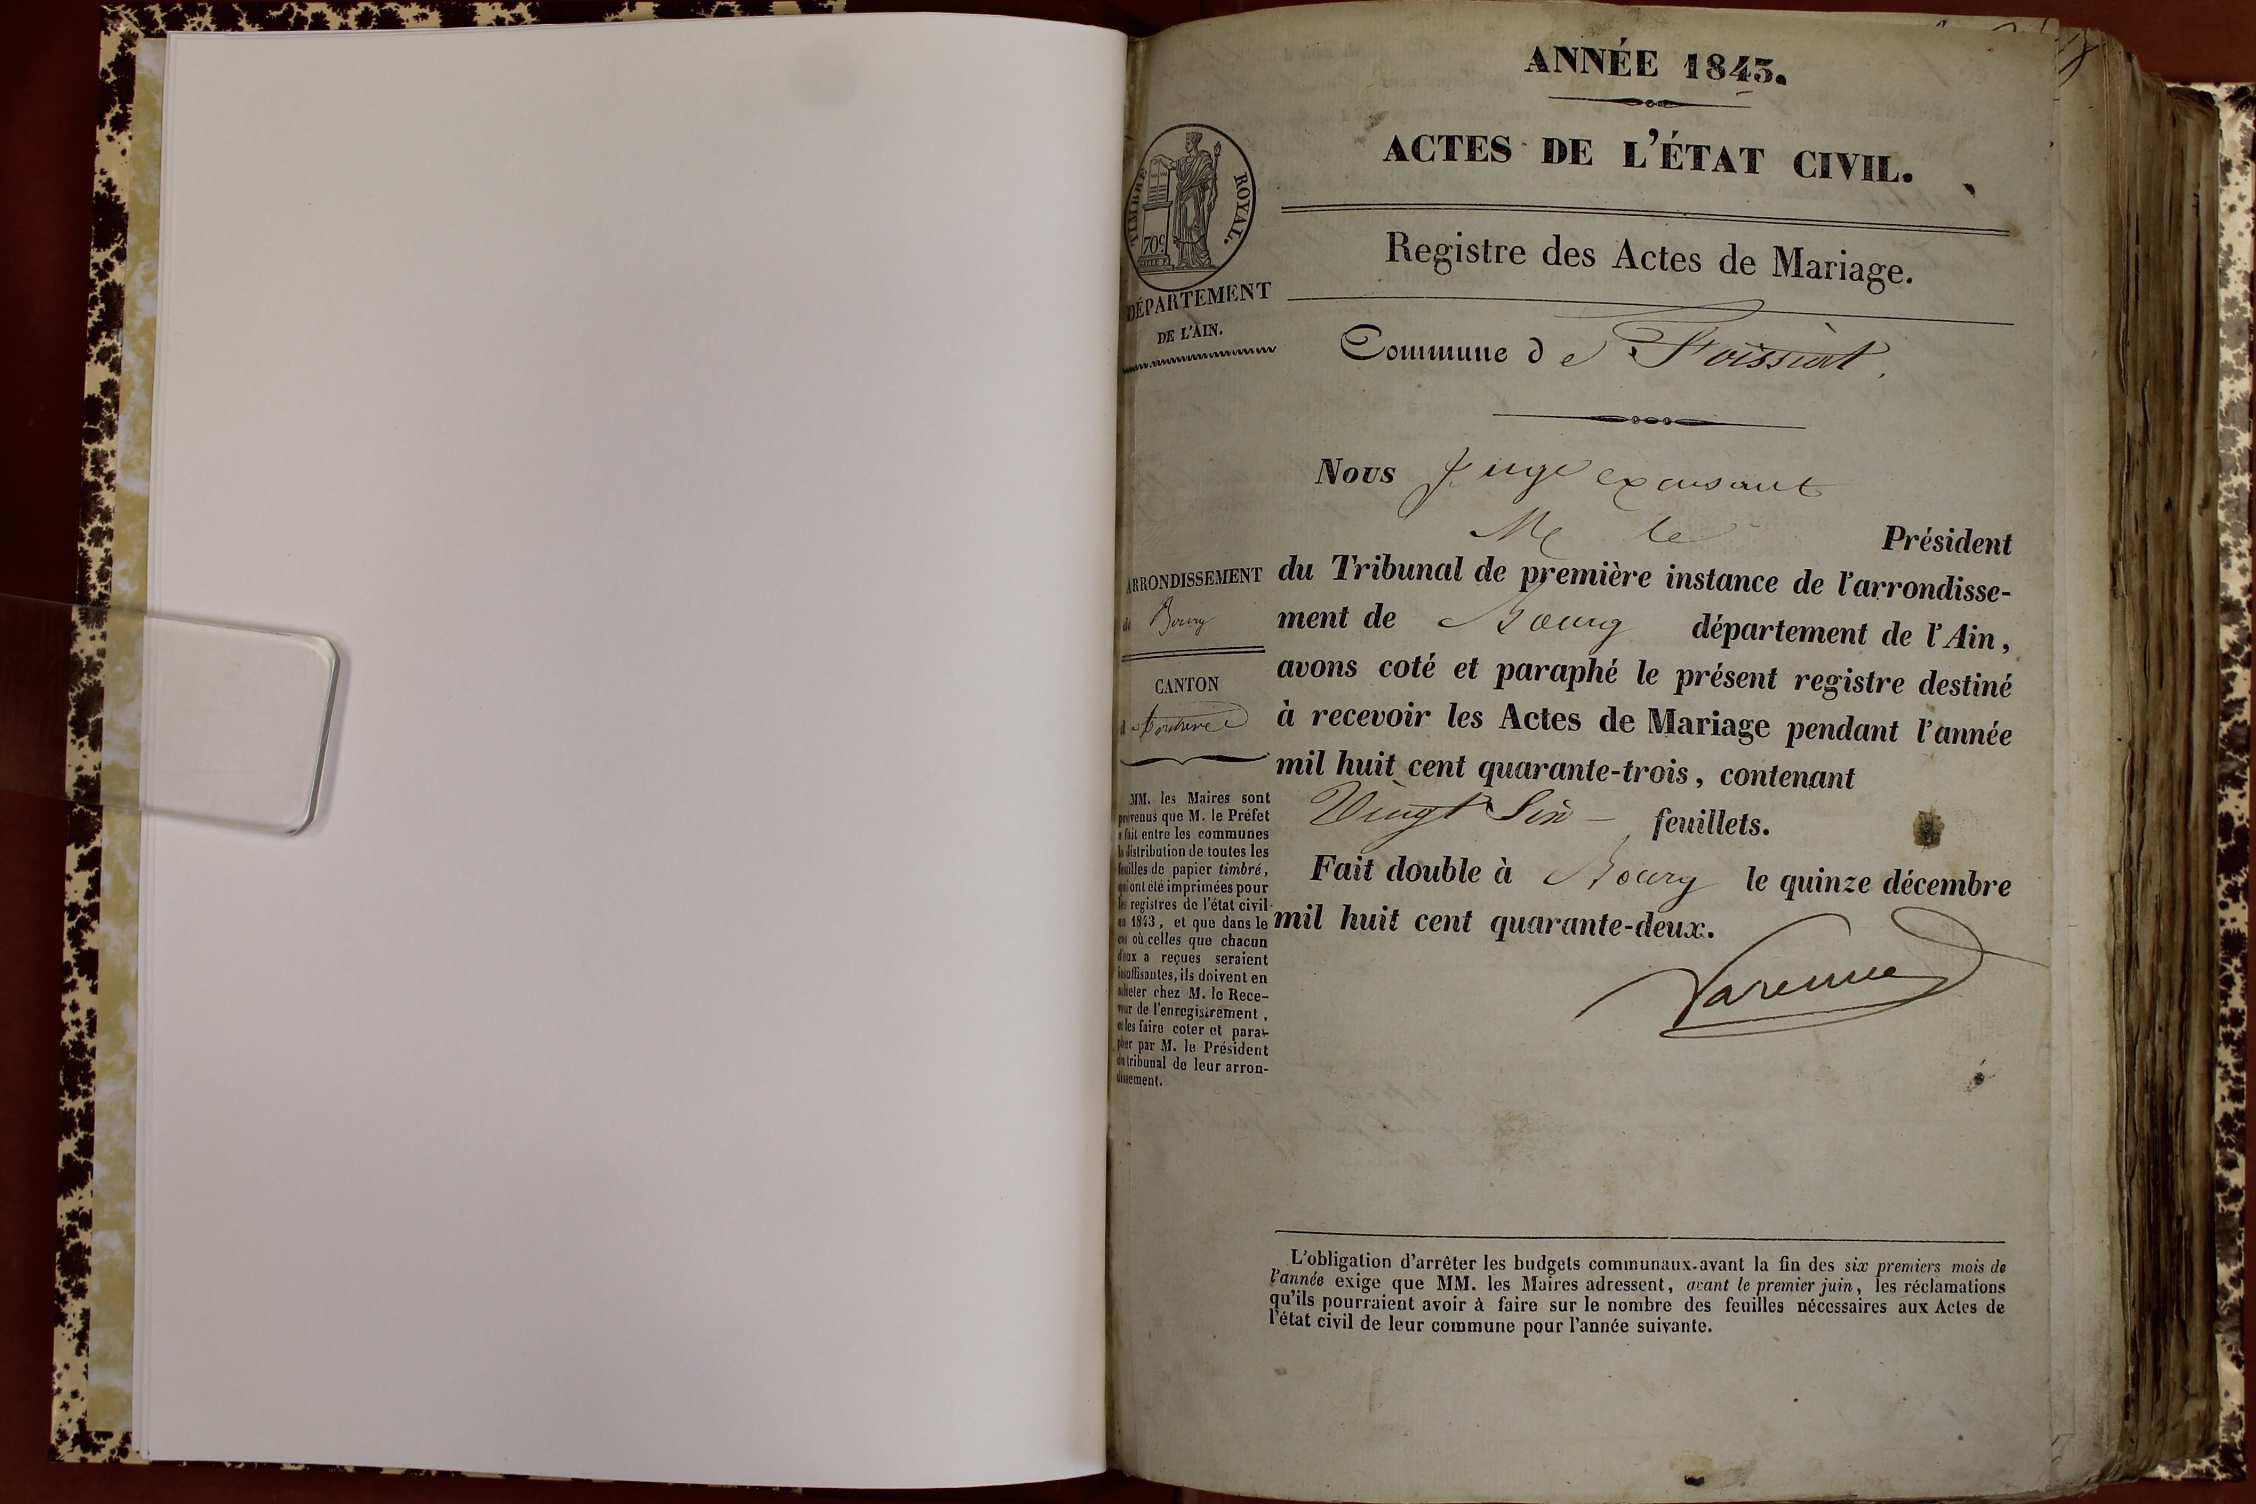 ANNÉE 1843.
ACTES DE L'ÉTAT CIVIL.
TIMBRE ROYAL.
70c
DÉPARTEMENT
DE L'AIN.
Registre des Actes de Mariage.
Commune de Foissiat.
Nous Juge excusant
M le Président
du Tribunal de première instance de l'arrondisse-
ment de Bourg département de l'Ain,
avons coté et paraphé le présent registre destiné
à recevoir les Actes de Mariage pendant l'année
mil huit cent quarante-trois, contenant
Vingt Six feuillets.
Fait double à Bourg le quinze décembre
mil huit cent quarante-deux.
ARRONDISSEMENT
de Bourg
CANTON
MM. les Maires sont
prévenus que M. le Préfet
a fait entre les communes
la distribution de toutes les
feuilles de papier timbré,
qui ont été imprimées pour
les registres de l'état civil
en 1843, et que dans le
cas où celles que chacun
d'eux a reçues seraient
insuffisantes, ils doivent en
acheter chez M. le Rece-
veur de l'enregistrement,
et les faire coter et para-
pher par M. le Président
du tribunal de leur arron-
dissement.
L'obligation d'arrêter les budgets communaux avant la fin des six premiers mois de
l'année exige que MM. les Maires adressent, avant le premier juin, les réclamations
qu'ils pourraient avoir à faire sur le nombre des feuilles nécessaires aux Actes de
l'état civil de leur commune pour l'année suivante.